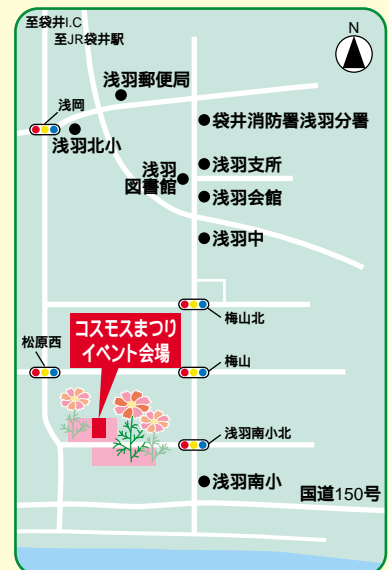 至袋井I.C
至JR袋井駅
N
浅羽郵便局
浅岡
袋井消防署浅羽分署
浅羽北小
浅羽支所
浅羽
図書館
浅羽会館
浅羽中
梅山北
コスモスまつり
イベント会場
松原西
梅山
浅羽南小北
浅羽南小
国道150号